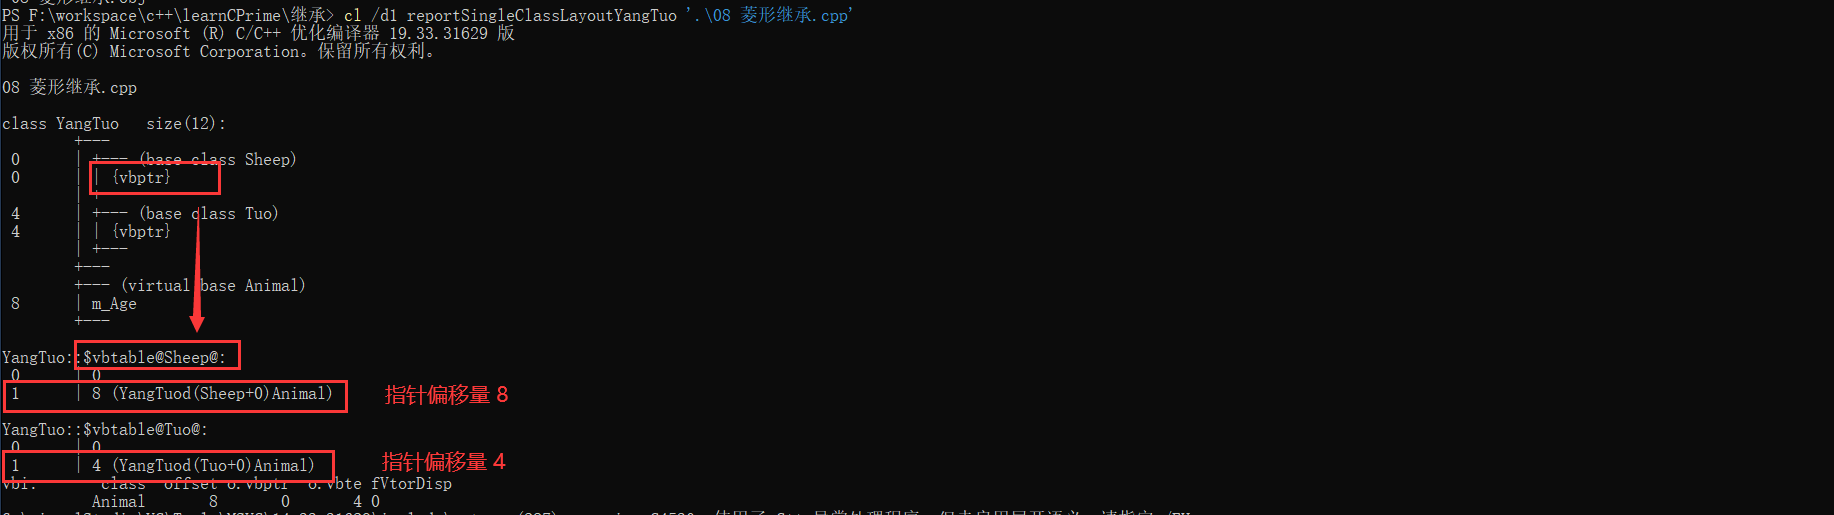 PS F:\workspace\c++\learnCPrime\继承> cl /d1 reportSingleClassLayoutYangTuo '.\08 菱形继承.cpp'
用于 x86 的 Microsoft (R) C/C++ 优化编译器 19.33.31629 版
版权所有(C) Microsoft Corporation。保留所有权利。
08 菱形继承.cpp
class YangTuo   size(12):
        +---
 0      | +--- (base class Sheep)
 0      | | {vbptr}
        | +
 4      | +--- (base class Tuo)
 4      | | {vbptr}
        | +---
        +---
        +--- (virtual base Animal)
 8      | m_Age
        +---
YangTuo::$vbtable@Sheep@:
 0      | 0
 1      | 8 (YangTuod(Sheep+0)Animal) 指针偏移量 8
YangTuo::$vbtable@Tuo@:
 0      | 0
 1      | 4 (YangTuod(Tuo+0)Animal) 指针偏移量 4
vbi:       class  offset o.vbptr  o.vbte fVtorDisp
          Animal       8       0       4 0